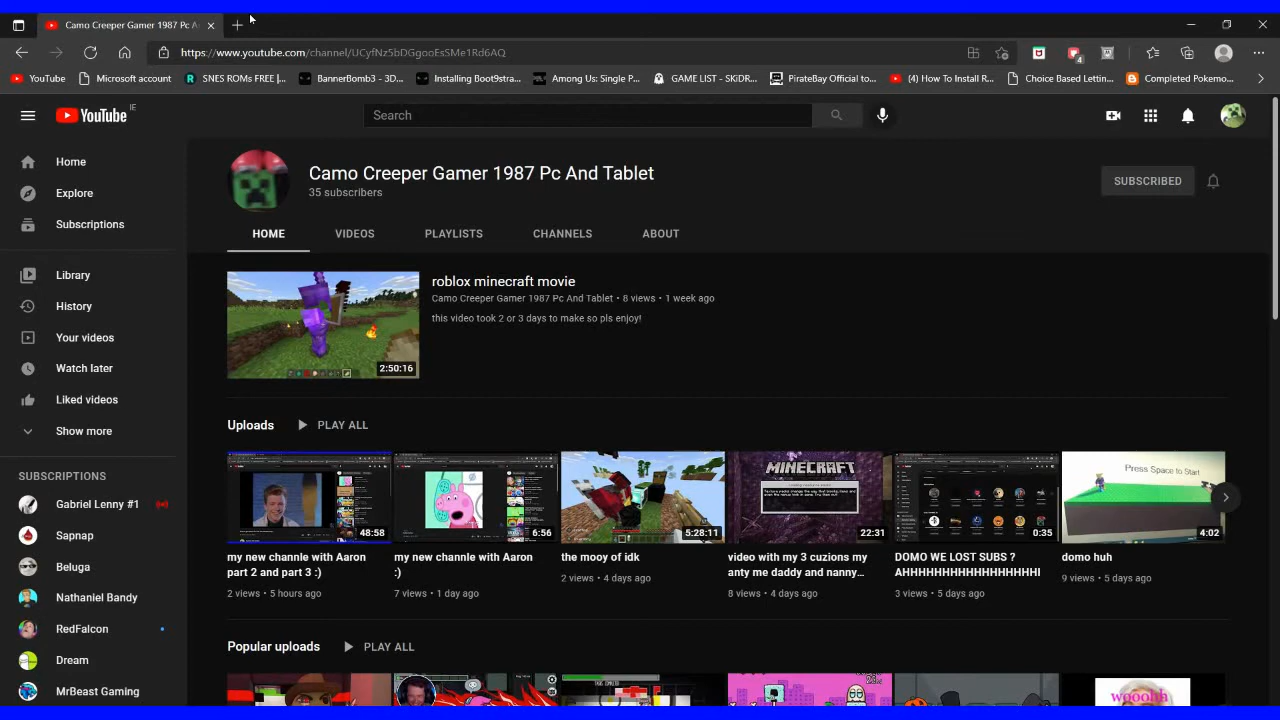 Camo Creeper Gamer 1987 Pc A
https://www.youtube.com/channel/UCyfNz5bDGgooEsSMe1Rd6AQ
4
YouTube
Microsoft account
SNES ROMs FREE |...
BannerBomb3 - 3D...
Installing Boot9stra...
Among Us: Single P...
GAME LIST - SKiDR...
PirateBay Official to...
(4) How To Install R...
Choice Based Lettin...
Completed Pokemo...
YouTube IE
Search
Home
Explore
Subscriptions
Library
History
Your videos
Watch later
Liked videos
Show more
SUBSCRIPTIONS
Gabriel Lenny #1
Sapnap
Beluga
Nathaniel Bandy
RedFalcon
Dream
MrBeast Gaming
Camo Creeper Gamer 1987 Pc And Tablet
35 subscribers
SUBSCRIBED
HOME
VIDEOS
PLAYLISTS
CHANNELS
ABOUT
2:50:16
roblox minecraft movie
Camo Creeper Gamer 1987 Pc And Tablet • 8 views • 1 week ago
this video took 2 or 3 days to make so pls enjoy!
Uploads
PLAY ALL
48:58
my new channle with Aaron
part 2 and part 3 :)
2 views • 5 hours ago
6:56
my new channle with Aaron
:)
7 views • 1 day ago
5:28:11
the mooy of idk
2 views • 4 days ago
MINECRAFT
22:31
video with my 3 cuzions my
anty me daddy and nanny...
8 views • 4 days ago
0:35
DOMO WE LOST SUBS ?
AHHHHHHHHHHHHHHHHI
3 views • 5 days ago
Press Space to Start
4:02
domo huh
9 views • 5 days ago
Popular uploads
PLAY ALL
wooohh